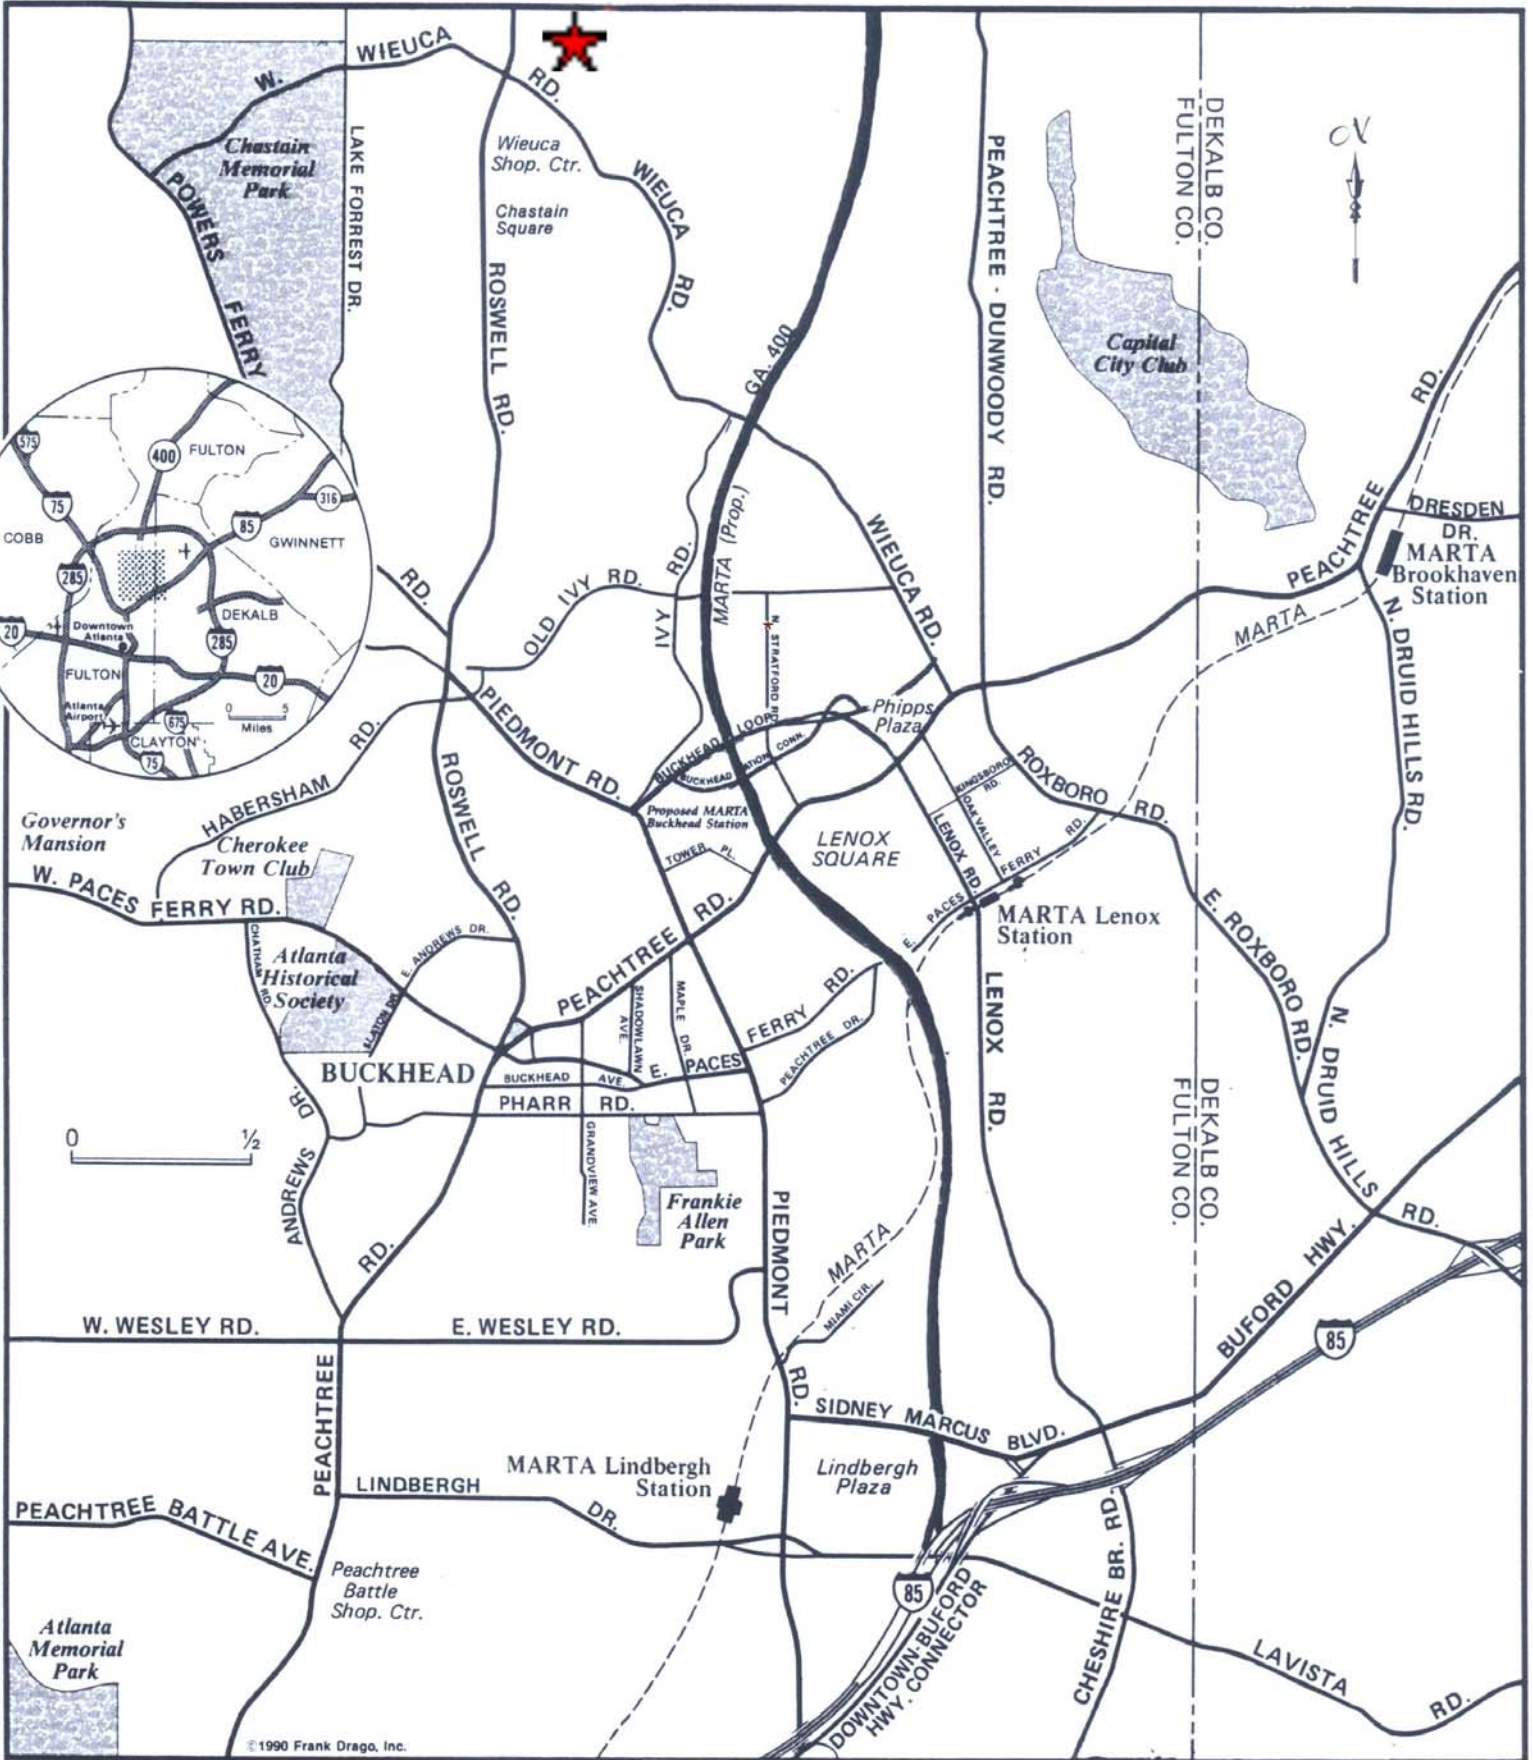 WIEUCA
W.
RD.
Chastain
Memorial
Park
LAKE FORREST DR.
Wieuca
Shop. Ctr.
Chastain
Square
WIEUCA
RD.
POWERS
FERRY
ROSWELL RD.
GA. 400
PEACHTREE - DUNWOODY RD.
DEKALB CO.
FULTON CO.
N
Capital
City Club
RD.
PEACHTREE
DRESDEN
DR.
MARTA
Brookhaven
Station
575
400
FULTON
316
75
85
COBB
GWINNETT
285
DEKALB
20
Downtown
Atlanta
285
FULTON
20
Atlanta
Airport
675
0 5
Miles
CLAYTON
75
RD.
OLD IVY RD.
RD.
IVY
MARTA (Prop.)
WIEUCA RD.
N. STRATFORD RD.
MARTA
N. DRUID HILLS RD.
PIEDMONT RD.
Phipps
Plaza
BUCKHEAD LOOP
BUCKHEAD STATION CONN.
Proposed MARTA
Buckhead Station
RD.
HABERSHAM
ROSWELL
RD.
KINGSBORO
RD.
ROXBORO RD.
OAK VALLEY
RD.
LENOX RD.
FERRY
PACES
E.
LENOX
SQUARE
TOWER PL.
Governor's
Mansion
Cherokee
Town Club
W. PACES FERRY RD.
CHATHAM
RD.
Atlanta
Historical
Society
E. ANDREWS DR.
SLATON DR.
PEACHTREE RD.
MARTA Lenox
Station
E. ROXBORO RD.
SHADOWLAWN
AVE.
MAPLE DR.
FERRY RD.
PEACHTREE DR.
LENOX RD.
BUCKHEAD
BUCKHEAD AVE.
E. PACES
PHARR RD.
N. DRUID HILLS RD.
DEKALB CO.
FULTON CO.
0 ½
DR.
ANDREWS
GRANDVIEW AVE.
Frankie
Allen
Park
PIEDMONT
RD.
MARTA
MIAMI CIR.
RD.
W. WESLEY RD.
E. WESLEY RD.
BUFORD HWY.
85
PEACHTREE
SIDNEY MARCUS BLVD.
MARTA Lindbergh
Station
Lindbergh
Plaza
LINDBERGH
DR.
PEACHTREE BATTLE AVE.
Peachtree
Battle
Shop. Ctr.
85
DOWNTOWN-BUFORD
HWY. CONNECTOR
CHESHIRE BR. RD.
LAVISTA RD.
Atlanta
Memorial
Park
©1990 Frank Drago, Inc.